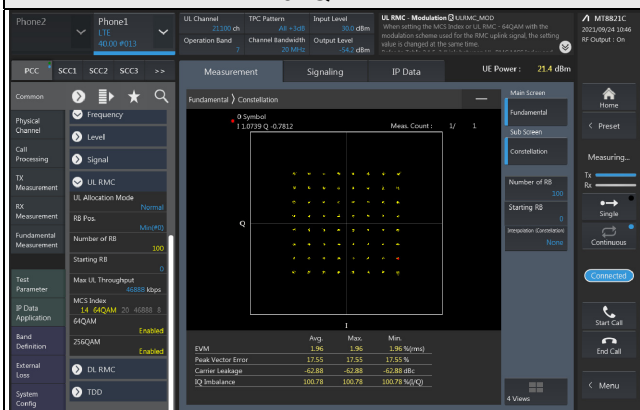 Phone2
Phone1
LTE
40.00 #013
UL Channel
21100 ch
TPC Pattern
All +3dB
Input Level
30.0 dBm
Operation Band
7
Channel Bandwidth
20 MHz
Output Level
-54.2 dBm
UL RMC - Modulation ULRMC_MOD
When setting the MCS Index or UL RMC - 64QAM with the
modulation scheme used for the RMC uplink signal, the setting
value is changed at the same time.
MT8821C
2021/09/24 10:46
RF Output : On
PCC SCC1 SCC2 SCC3 >>
Measurement
Signaling
IP Data
UE Power : 21.4 dBm
Common
Physical
Channel
Call
Processing
TX
Measurement
RX
Measurement
Fundamental
Measurement
Test
Parameter
IP Data
Application
Band
Definition
External
Loss
System
Config
Frequency
Level
Signal
UL RMC
UL Allocation Mode
Normal
RB Pos.
Min(#0)
Number of RB
100
Starting RB
0
Max UL Throughput
46888 kbps
MCS Index
14 64QAM 20 46888 8
64QAM
Enabled
256QAM
Enabled
DL RMC
TDD
Fundamental Constellation
0 Symbol
I 1.0739 Q -0.7812
Meas. Count : 1/ 1
Q
I
Avg. Max. Min.
EVM 1.96 1.96 1.96 %(rms)
Peak Vector Error 17.55 17.55 17.55 %
Carrier Leakage -62.88 -62.88 -62.88 dBc
IQ Imbalance 100.78 100.78 100.78 %(I/Q)
Main Screen
Fundamental
Sub Screen
Constellation
Number of RB
100
Starting RB
0
Interpolation (Constellation)
None
4 Views
Home
< Preset
Measuring...
Tx
Rx
Single
Continuous
Connected
Start Call
End Call
< Menu